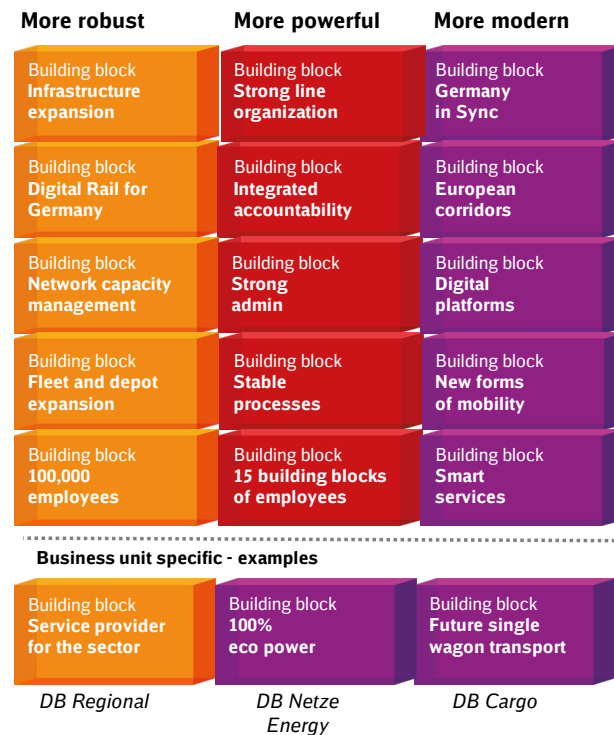 More robust
More powerful
More modern
Building block
Infrastructure
expansion
Building block
Strong line
organization
Building block
Germany
in Sync
Building block
Digital Rail for
Germany
Building block
Integrated
accountability
Building block
European
corridors
Building block
Network capacity
management
Building block
Strong
admin
Building block
Digital
platforms
Building block
Fleet and depot
expansion
Building block
Stable
processes
Building block
New forms
of mobility
Building block
100,000
employees
Building block
15 building blocks
of employees
Building block
Smart
services
Business unit specific - examples
Building block
Service provider
for the sector
Building block
100%
eco power
Building block
Future single
wagon transport
DB Regional
DB Netze
Energy
DB Cargo